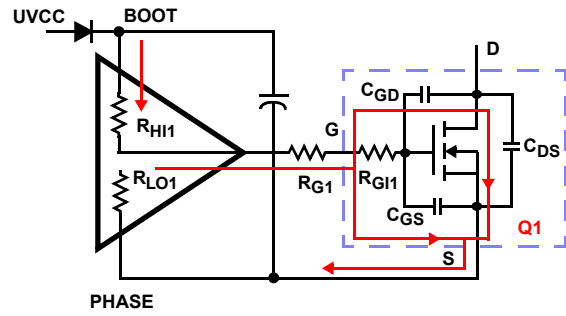 UVCC
BOOT
D
CGD
RHI1
G
CDS
RLO1
RG1
RGI1
CGS
Q1
S
PHASE